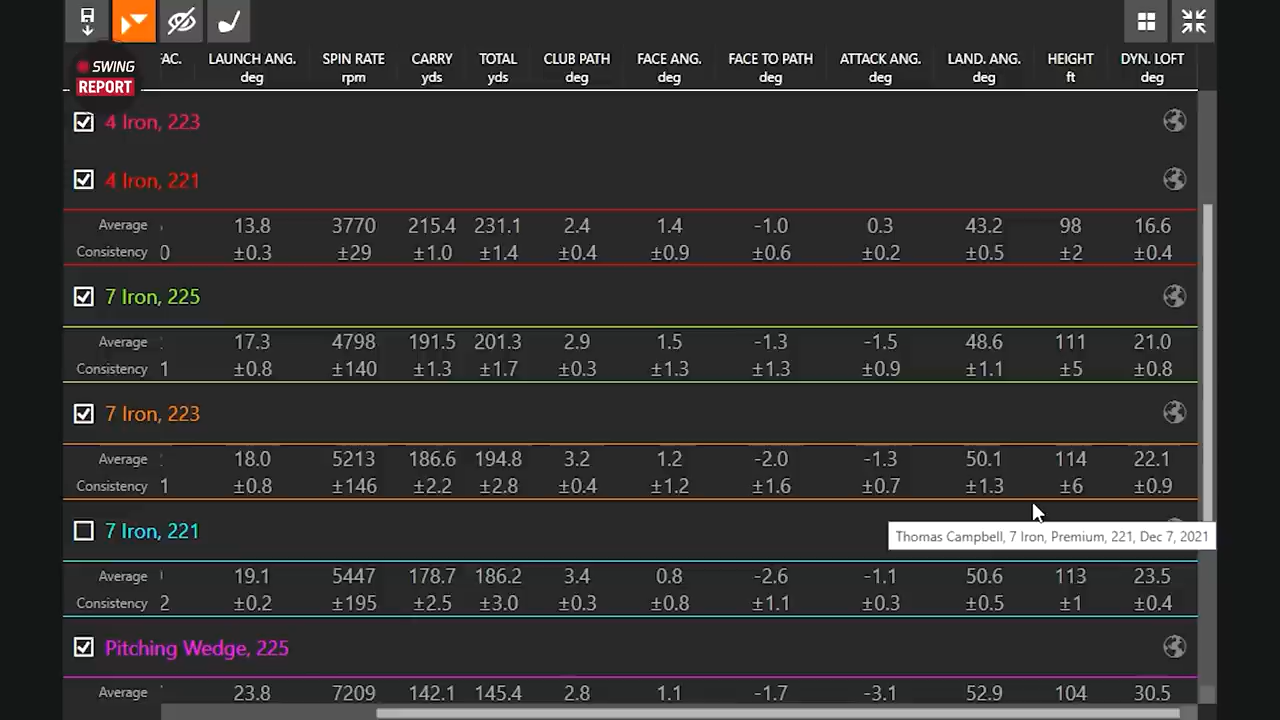 SWING
REPORT
AC. LAUNCH ANG. SPIN RATE CARRY TOTAL CLUB PATH FACE ANG. FACE TO PATH ATTACK ANG. LAND. ANG. HEIGHT DYN. LOFT
deg rpm yds yds deg deg deg deg deg ft deg
4 Iron, 223
4 Iron, 221
Average 13.8 3770 215.4 231.1 2.4 1.4 -1.0 0.3 43.2 98 16.6
Consistency 0 ±0.3 ±29 ±1.0 ±1.4 ±0.4 ±0.9 ±0.6 ±0.2 ±0.5 ±2 ±0.4
7 Iron, 225
Average 17.3 4798 191.5 201.3 2.9 1.5 -1.3 -1.5 48.6 111 21.0
Consistency 1 ±0.8 ±140 ±1.3 ±1.7 ±0.3 ±1.3 ±1.3 ±0.9 ±1.1 ±5 ±0.8
7 Iron, 223
Average 18.0 5213 186.6 194.8 3.2 1.2 -2.0 -1.3 50.1 114 22.1
Consistency 1 ±0.8 ±146 ±2.2 ±2.8 ±0.4 ±1.2 ±1.6 ±0.7 ±1.3 ±6 ±0.9
7 Iron, 221
Thomas Campbell, 7 Iron, Premium, 221, Dec 7, 2021
Average 19.1 5447 178.7 186.2 3.4 0.8 -2.6 -1.1 50.6 113 23.5
Consistency 2 ±0.2 ±195 ±2.5 ±3.0 ±0.3 ±0.8 ±1.1 ±0.3 ±0.5 ±1 ±0.4
Pitching Wedge, 225
Average 23.8 7209 142.1 145.4 2.8 1.1 -1.7 -3.1 52.9 104 30.5